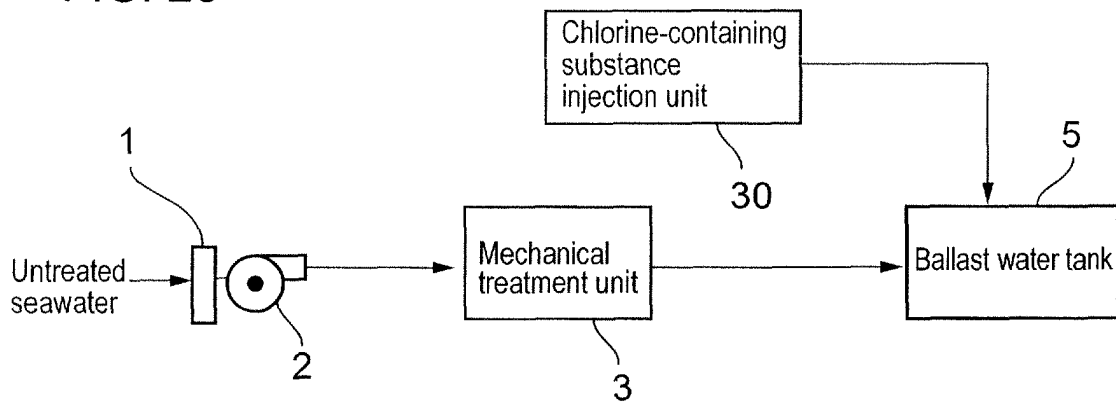 Chlorine-containing
substance
injection unit
30
1
5
Untreated
seawater
2
Mechanical
treatment unit
3
Ballast water tank